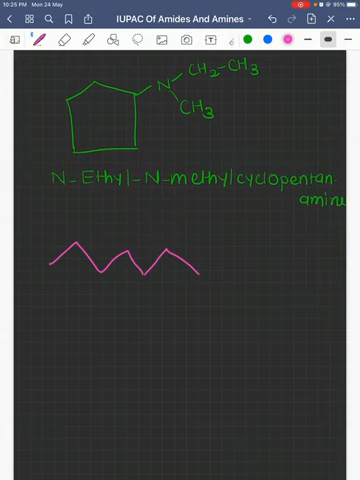 10:25 PM Mon 24 May
95%
IUPAC Of Amides And Amines
N CH2-CH3
CH3
N-Ethyl-N-methylcyclopentan-
amine